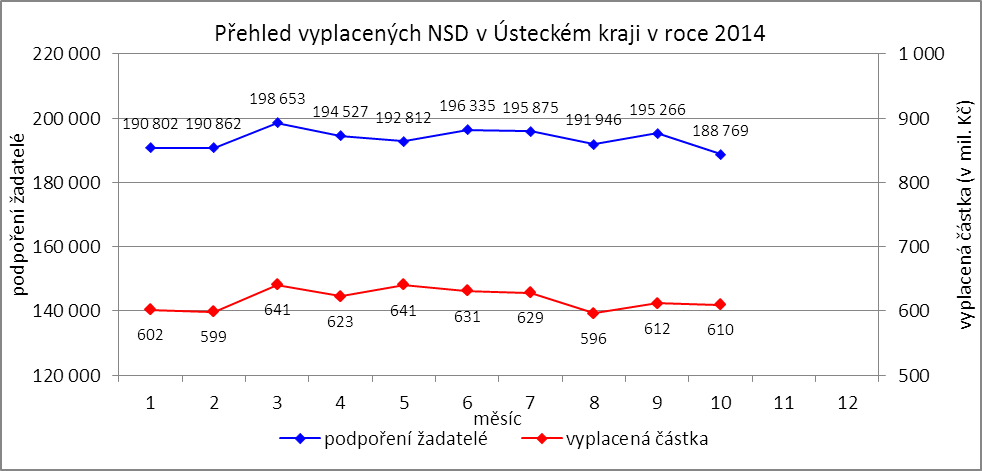 Přehled vyplacených NSD v Ústeckém kraji v roce 2014
220 000
200 000
180 000
160 000
140 000
120 000
podpoření žadatelé
1 000
900
800
700
600
500
vyplacená částka (v mil. Kč)
190 802 190 862 198 653 194 527 192 812 196 335 195 875 191 946 195 266 188 769
602 599 641 623 641 631 629 596 612 610
1 2 3 4 5 6 7 8 9 10 11 12
měsíc
podpoření žadatelé vyplacená částka